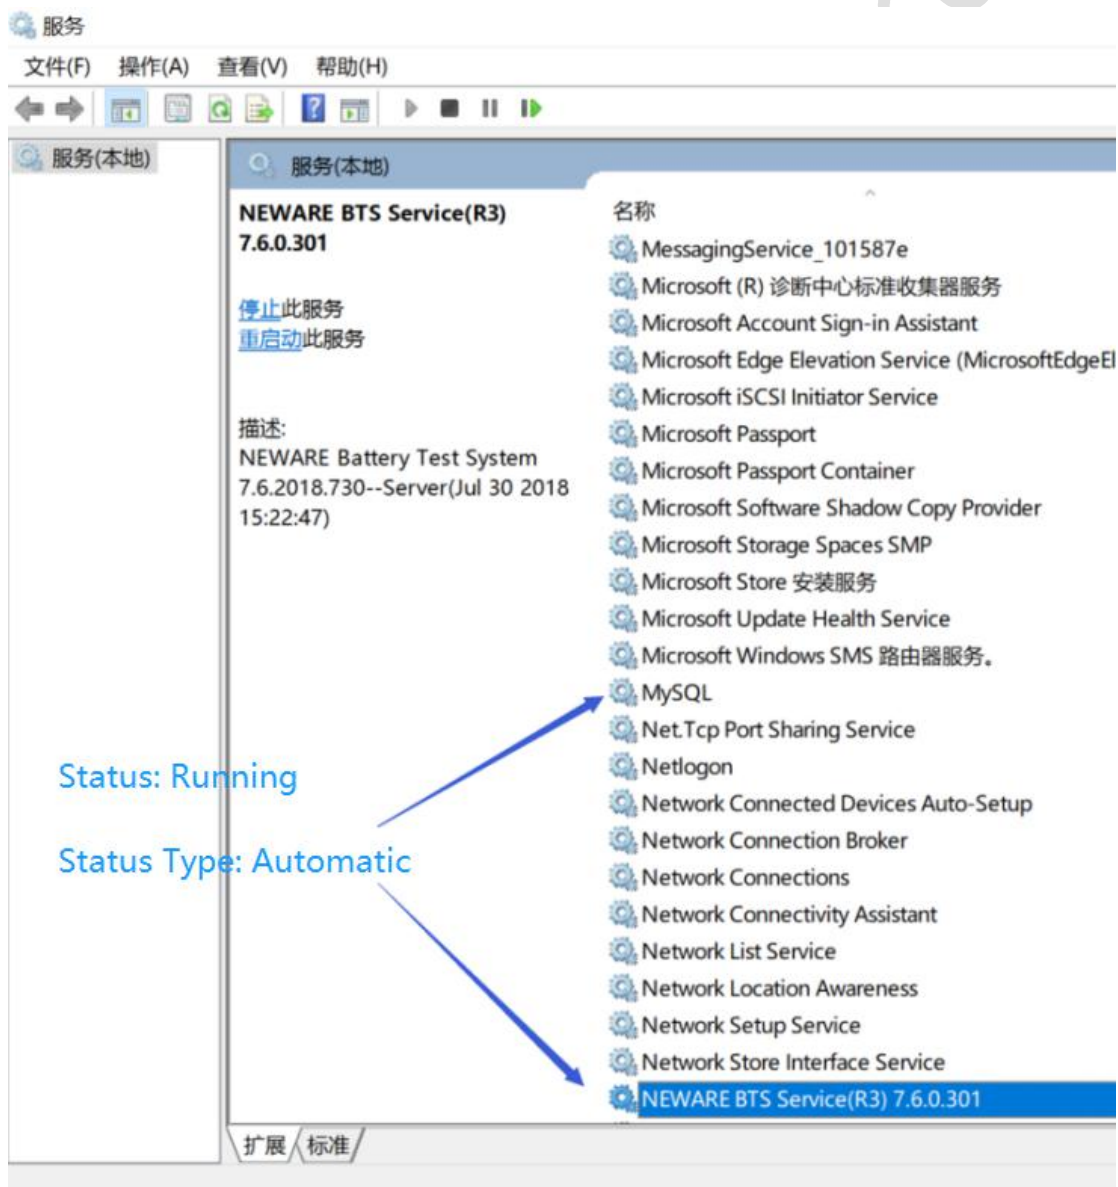 服务
文件(F) 操作(A) 查看(V) 帮助(H)
服务(本地)
服务(本地)
NEWARE BTS Service(R3)
7.6.0.301
停止此服务
重启动此服务
描述:
NEWARE Battery Test System
7.6.2018.730--Server(Jul 30 2018
15:22:47)
名称
MessagingService_101587e
Microsoft (R) 诊断中心标准收集器服务
Microsoft Account Sign-in Assistant
Microsoft Edge Elevation Service (MicrosoftEdgeEl
Microsoft iSCSI Initiator Service
Microsoft Passport
Microsoft Passport Container
Microsoft Software Shadow Copy Provider
Microsoft Storage Spaces SMP
Microsoft Store 安装服务
Microsoft Update Health Service
Microsoft Windows SMS 路由器服务。
MySQL
Net.Tcp Port Sharing Service
Netlogon
Network Connected Devices Auto-Setup
Network Connection Broker
Network Connections
Network Connectivity Assistant
Network List Service
Network Location Awareness
Network Setup Service
Network Store Interface Service
NEWARE BTS Service(R3) 7.6.0.301
Status: Running
Status Type: Automatic
扩展 标准